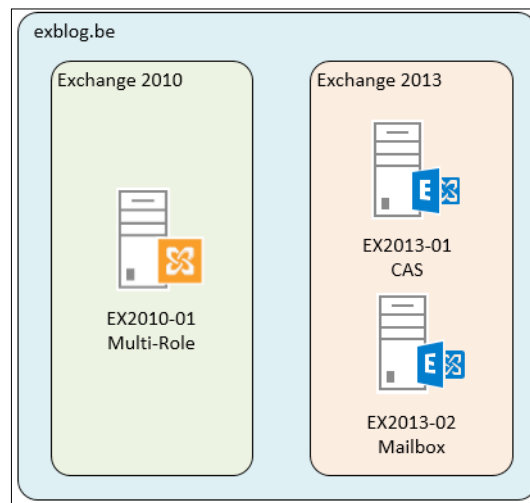 exblog.be
Exchange 2010
EX2010-01
Multi-Role
Exchange 2013
E
EX2013-01
CAS
E
EX2013-02
Mailbox